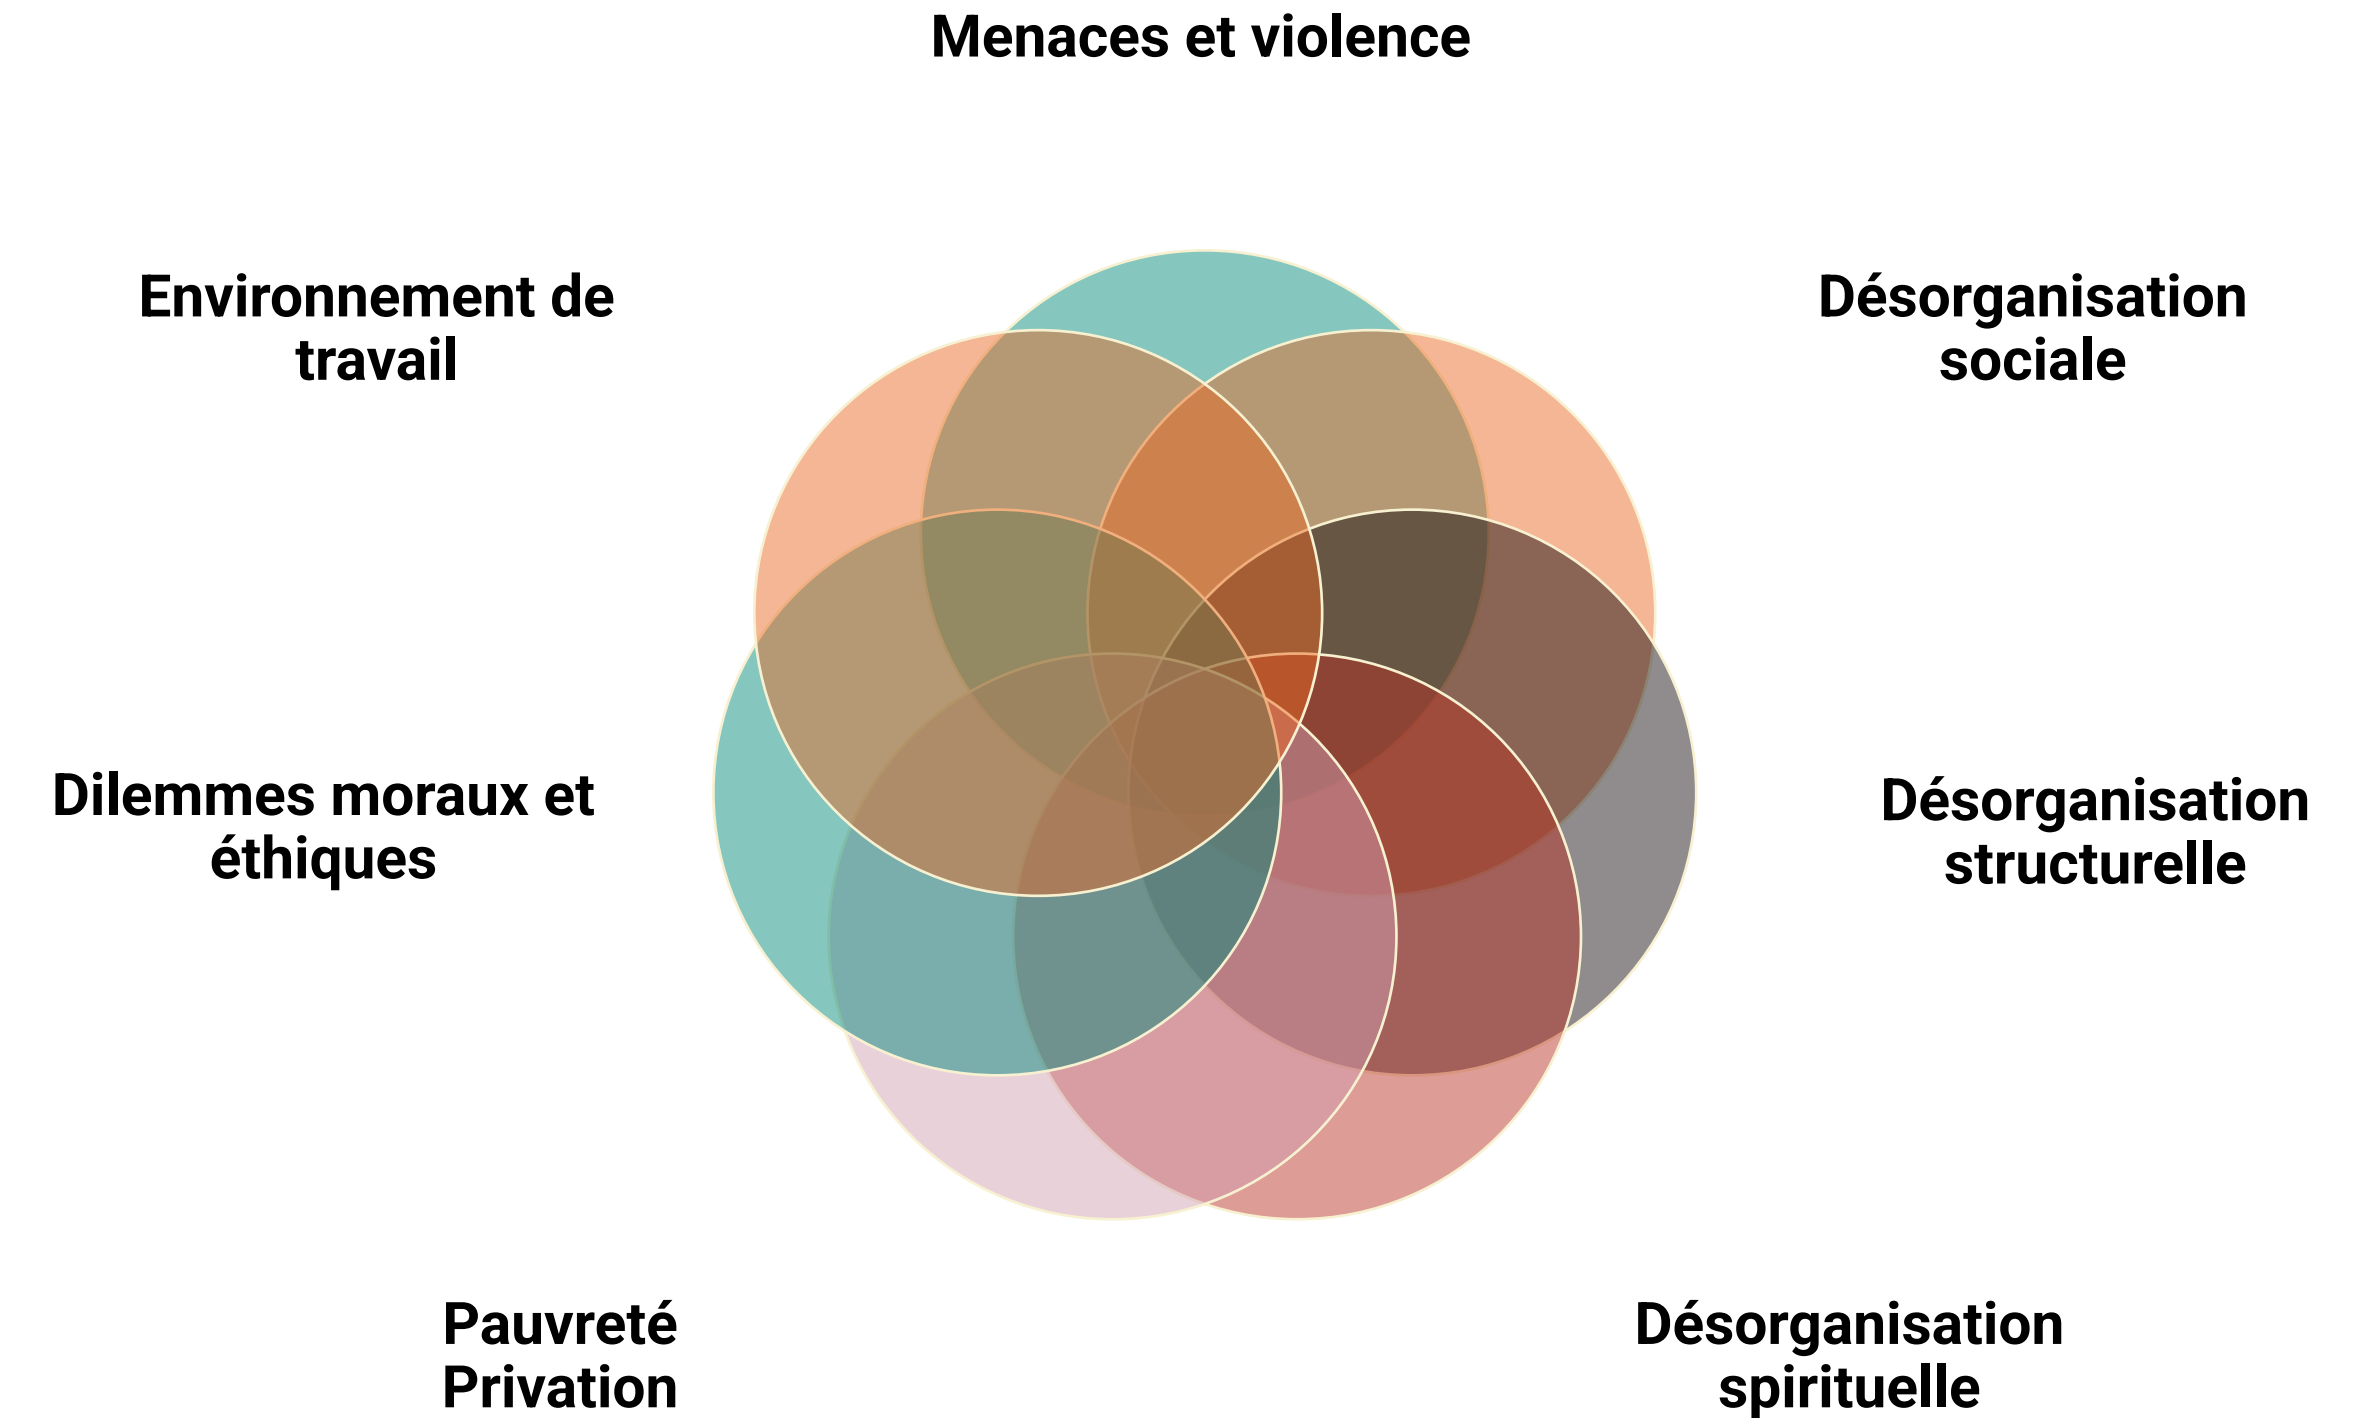 Menaces et violence
Environnement de
travail
Désorganisation
sociale
Dilemmes moraux et
éthiques
Désorganisation
structurelle
Pauvreté
Privation
Désorganisation
spirituelle